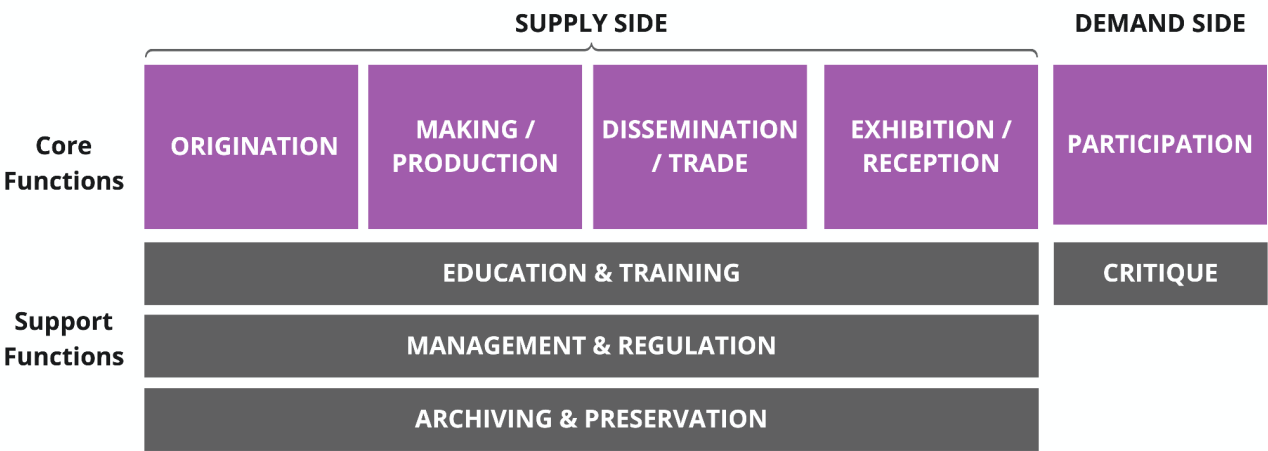 SUPPLY SIDE
DEMAND SIDE
Core
Functions
ORIGINATION
MAKING /
PRODUCTION
DISSEMINATION
/ TRADE
EXHIBITION /
RECEPTION
PARTICIPATION
Support
Functions
EDUCATION & TRAINING
CRITIQUE
MANAGEMENT & REGULATION
ARCHIVING & PRESERVATION